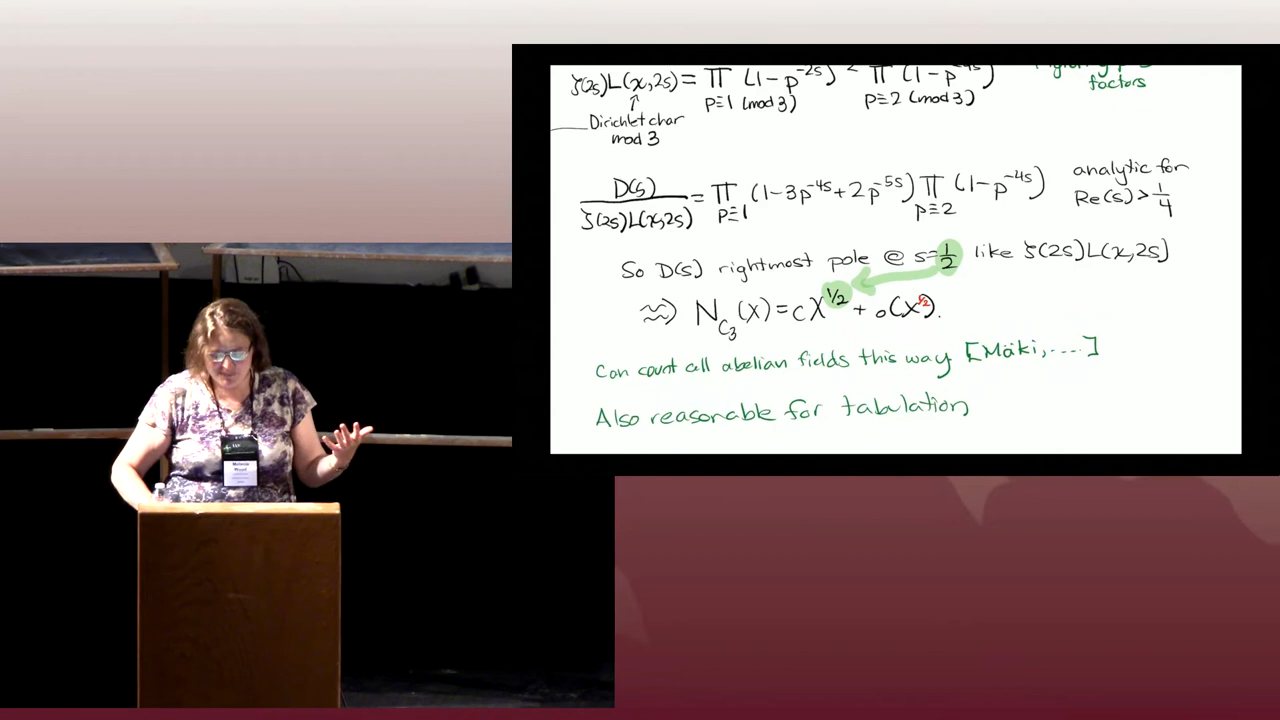 ζ(2s)L(χ,2s) = ∏ (1-p^{-2s})^{-2} ∏ (1-p^{-4s})
p≡1 (mod 3) p≡2 (mod 3)
factors
Dirichlet char
mod 3
D(s) / ζ(2s)L(χ,2s) = ∏_{p≡1} (1-3p^{-4s}+2p^{-5s}) ∏_{p≡2} (1-p^{-4s})
analytic for
Re(s) > 1/4
So D(s) rightmost pole @ s=1/2 like ζ(2s)L(χ,2s)
≈> N_{C_3}(X) = cX^{1/2} + o(X^{1/2}).
Can count all abelian fields this way [Mäki, ....]
Also reasonable for tabulation
Melanie
Wood